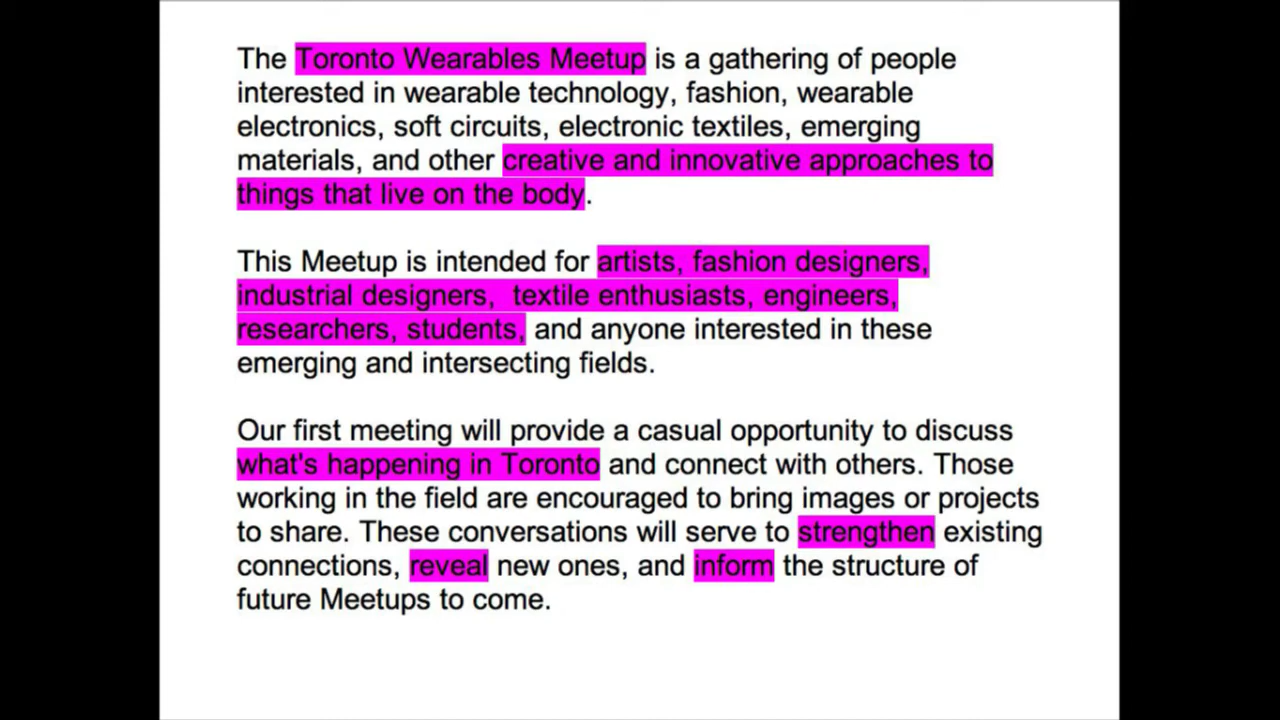 The Toronto Wearables Meetup is a gathering of people
interested in wearable technology, fashion, wearable
electronics, soft circuits, electronic textiles, emerging
materials, and other creative and innovative approaches to
things that live on the body.
This Meetup is intended for artists, fashion designers,
industrial designers,  textile enthusiasts, engineers,
researchers, students, and anyone interested in these
emerging and intersecting fields.
Our first meeting will provide a casual opportunity to discuss
what's happening in Toronto and connect with others. Those
working in the field are encouraged to bring images or projects
to share. These conversations will serve to strengthen existing
connections, reveal new ones, and inform the structure of
future Meetups to come.